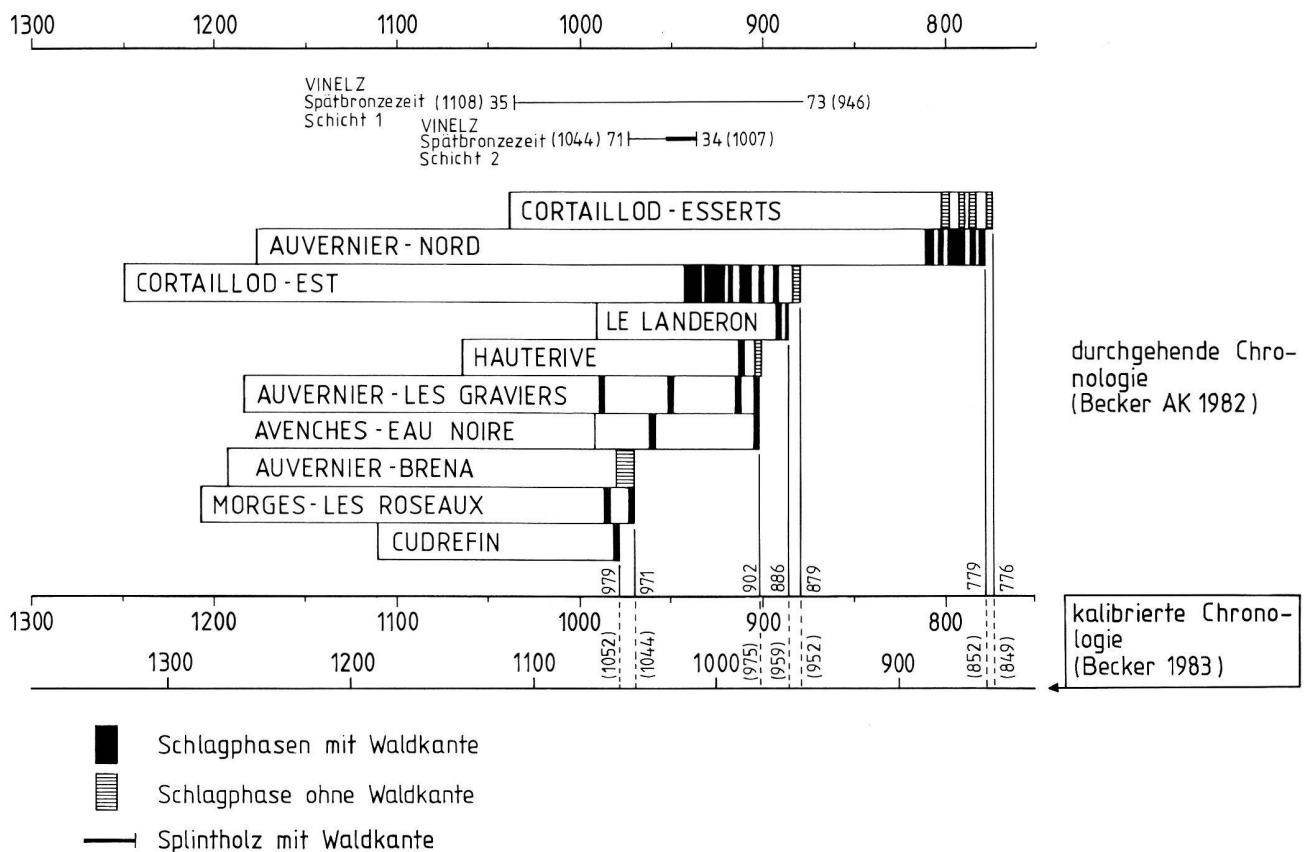 1300 1200 1100 1000 900 800
VINELZ
Spätbronzezeit (1108) 35 73 (946)
Schicht 1
VINELZ
Spätbronzezeit (1044) 71 34 (1007)
Schicht 2
CORTAILLOD-ESSERTS
AUVERNIER-NORD
CORTAILLOD-EST
LE LANDERON
HAUTERIVE
AUVERNIER-LES GRAVIERS
AVENCHES-EAU NOIRE
AUVERNIER-BRENA
MORGES-LES ROSEAUX
CUDREFIN
durchgehende Chro-
nologie
(Becker AK 1982)
979 971 902 886 879 779 776
1300 1200 1100 1000 900 800
(1052) (1044) (975) (959) (952) (852) (849)
1300 1200 1100 1000 900
kalibrierte Chrono-
logie
(Becker 1983)
Schlagphasen mit Waldkante
Schlagphase ohne Waldkante
Splintholz mit Waldkante